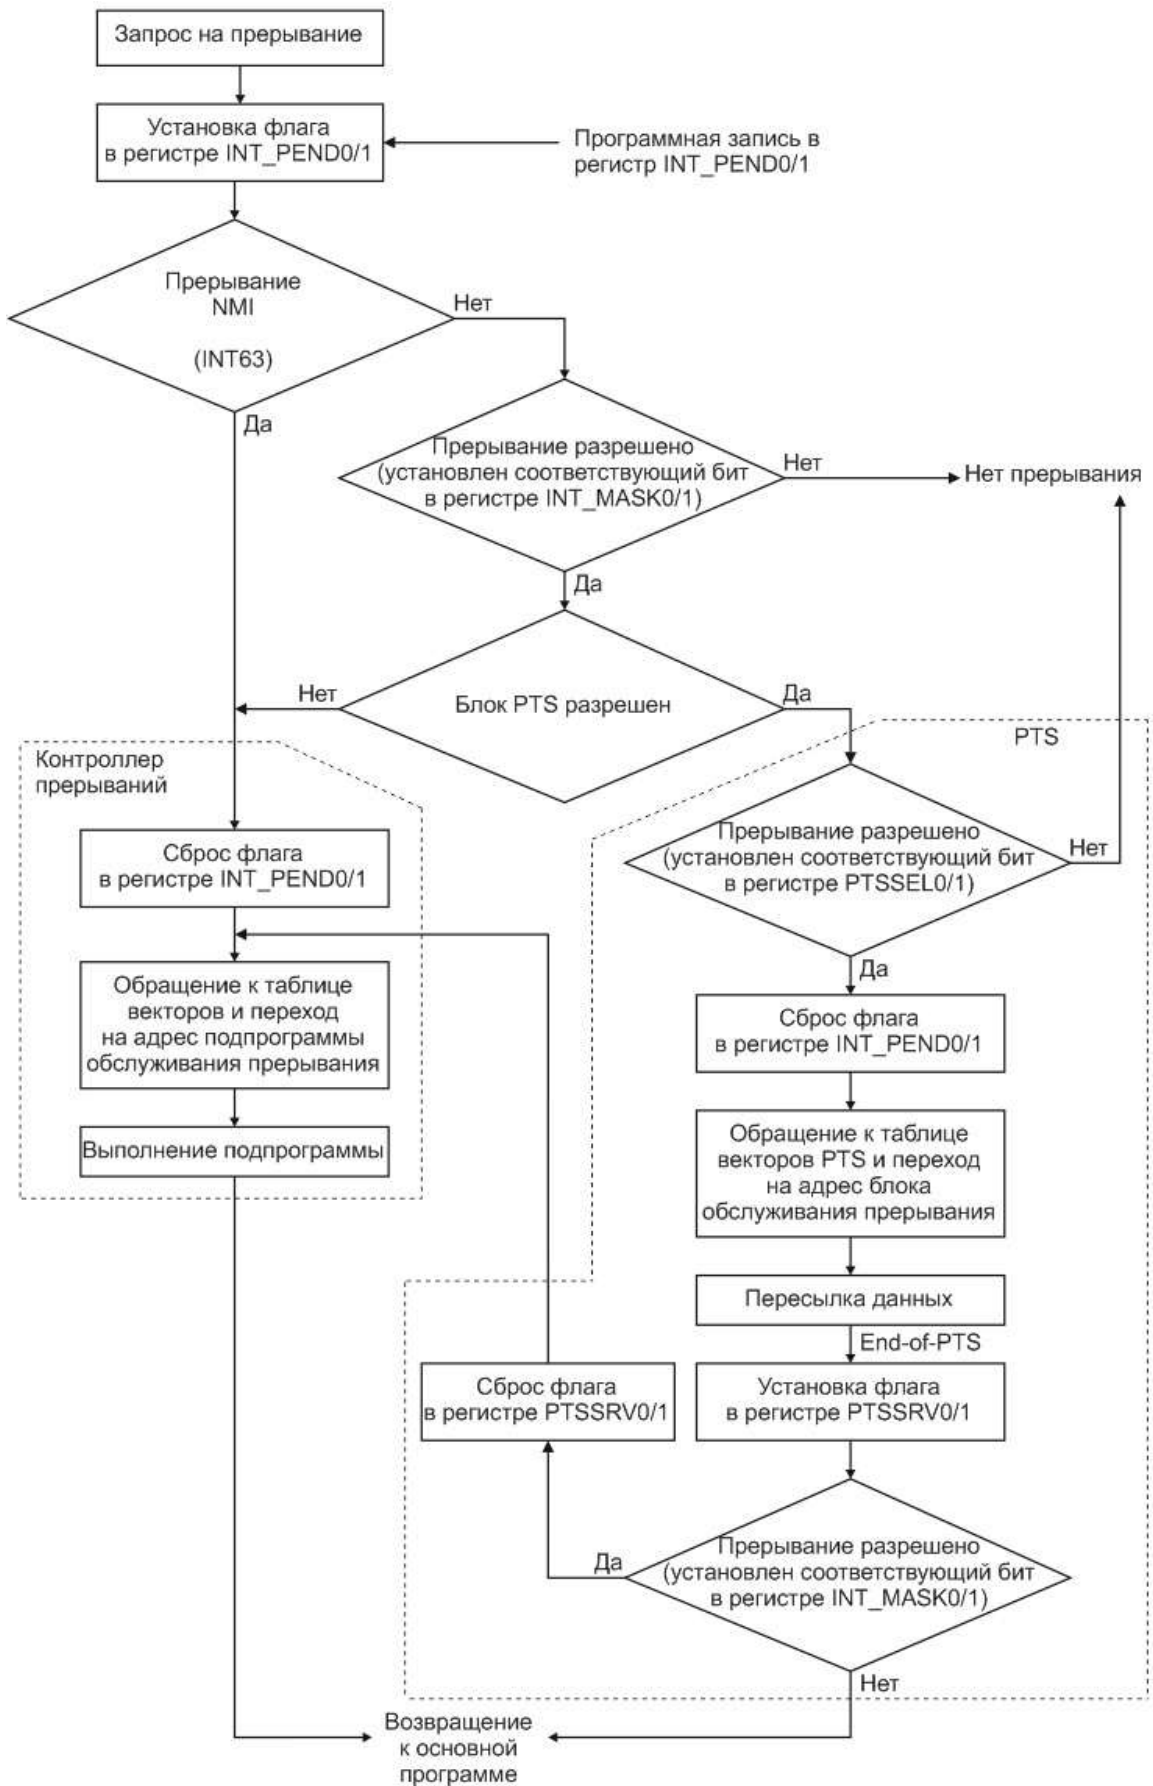 Запрос на прерывание
Установка флага
в регистре INT_PEND0/1
Программная запись в
регистр INT_PEND0/1
Прерывание
NMI
(INT63)
Нет
Да
Прерывание разрешено
(установлен соответствующий бит
в регистре INT_MASK0/1)
Нет
Нет прерывания
Да
Блок PTS разрешен
Нет
Да
Контроллер
прерываний
PTS
Прерывание разрешено
(установлен соответствующий бит
в регистре PTSSEL0/1)
Нет
Да
Сброс флага
в регистре INT_PEND0/1
Обращение к таблице
векторов и переход
на адрес подпрограммы
обслуживания прерывания
Выполнение подпрограммы
Сброс флага
в регистре INT_PEND0/1
Обращение к таблице
векторов PTS и переход
на адрес блока
обслуживания прерывания
Пересылка данных
End-of-PTS
Установка флага
в регистре PTSSRV0/1
Сброс флага
в регистре PTSSRV0/1
Прерывание разрешено
(установлен соответствующий бит
в регистре INT_MASK0/1)
Да
Нет
Возвращение
к основной
программе